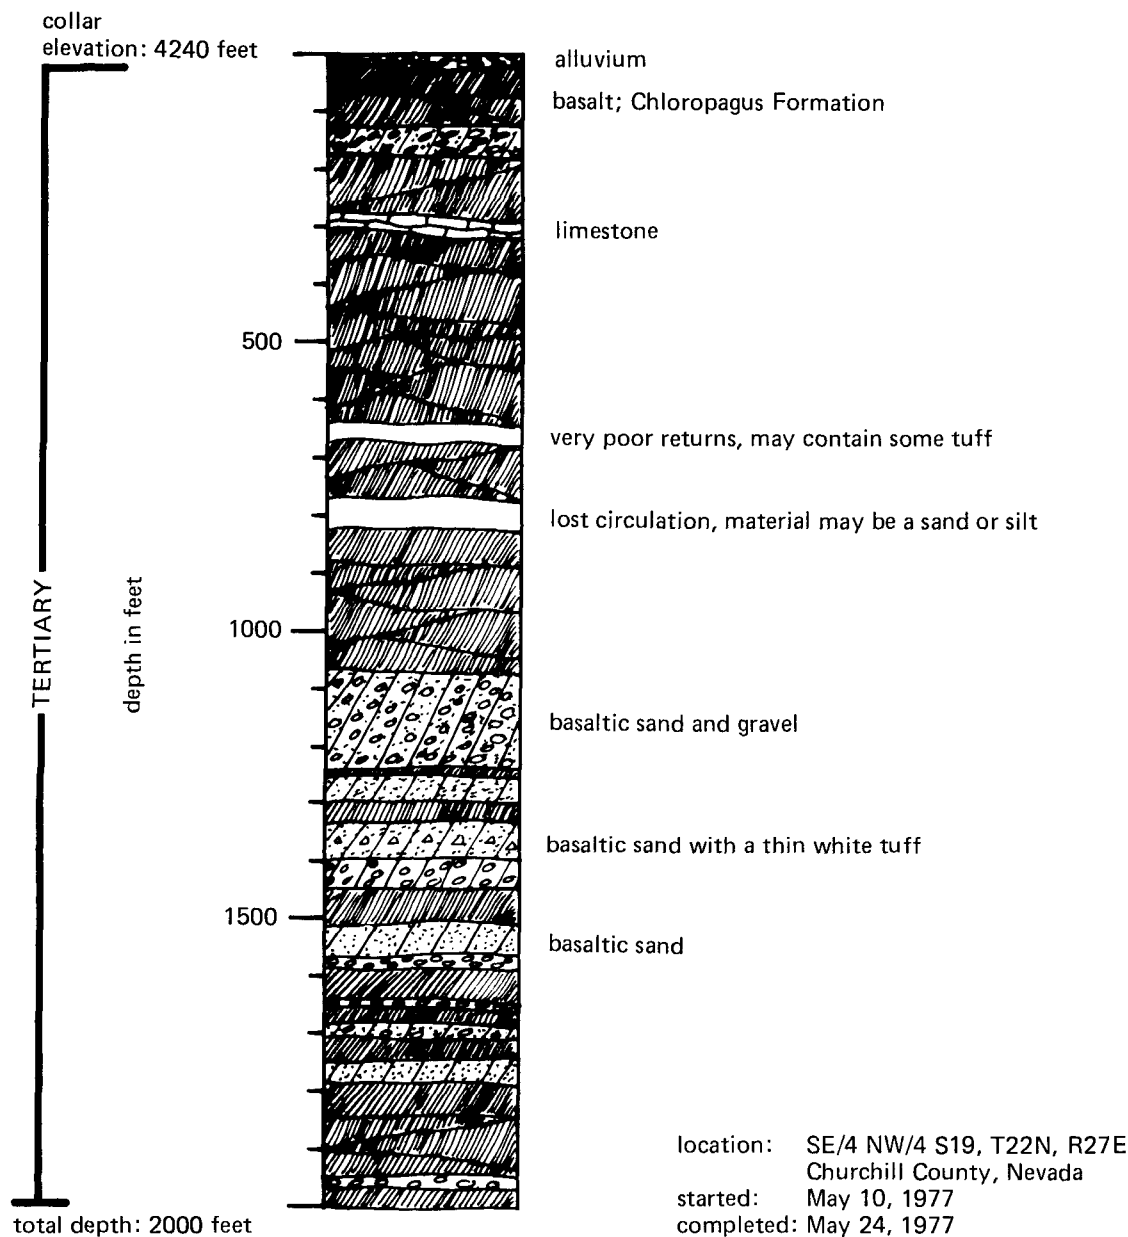 collar
elevation: 4240 feet
alluvium
basalt; Chloropagus Formation
limestone
500
very poor returns, may contain some tuff
lost circulation, material may be a sand or silt
TERTIARY
depth in feet
1000
basaltic sand and gravel
basaltic sand with a thin white tuff
1500
basaltic sand
location: SE/4 NW/4 S19, T22N, R27E
Churchill County, Nevada
started: May 10, 1977
completed: May 24, 1977
total depth: 2000 feet